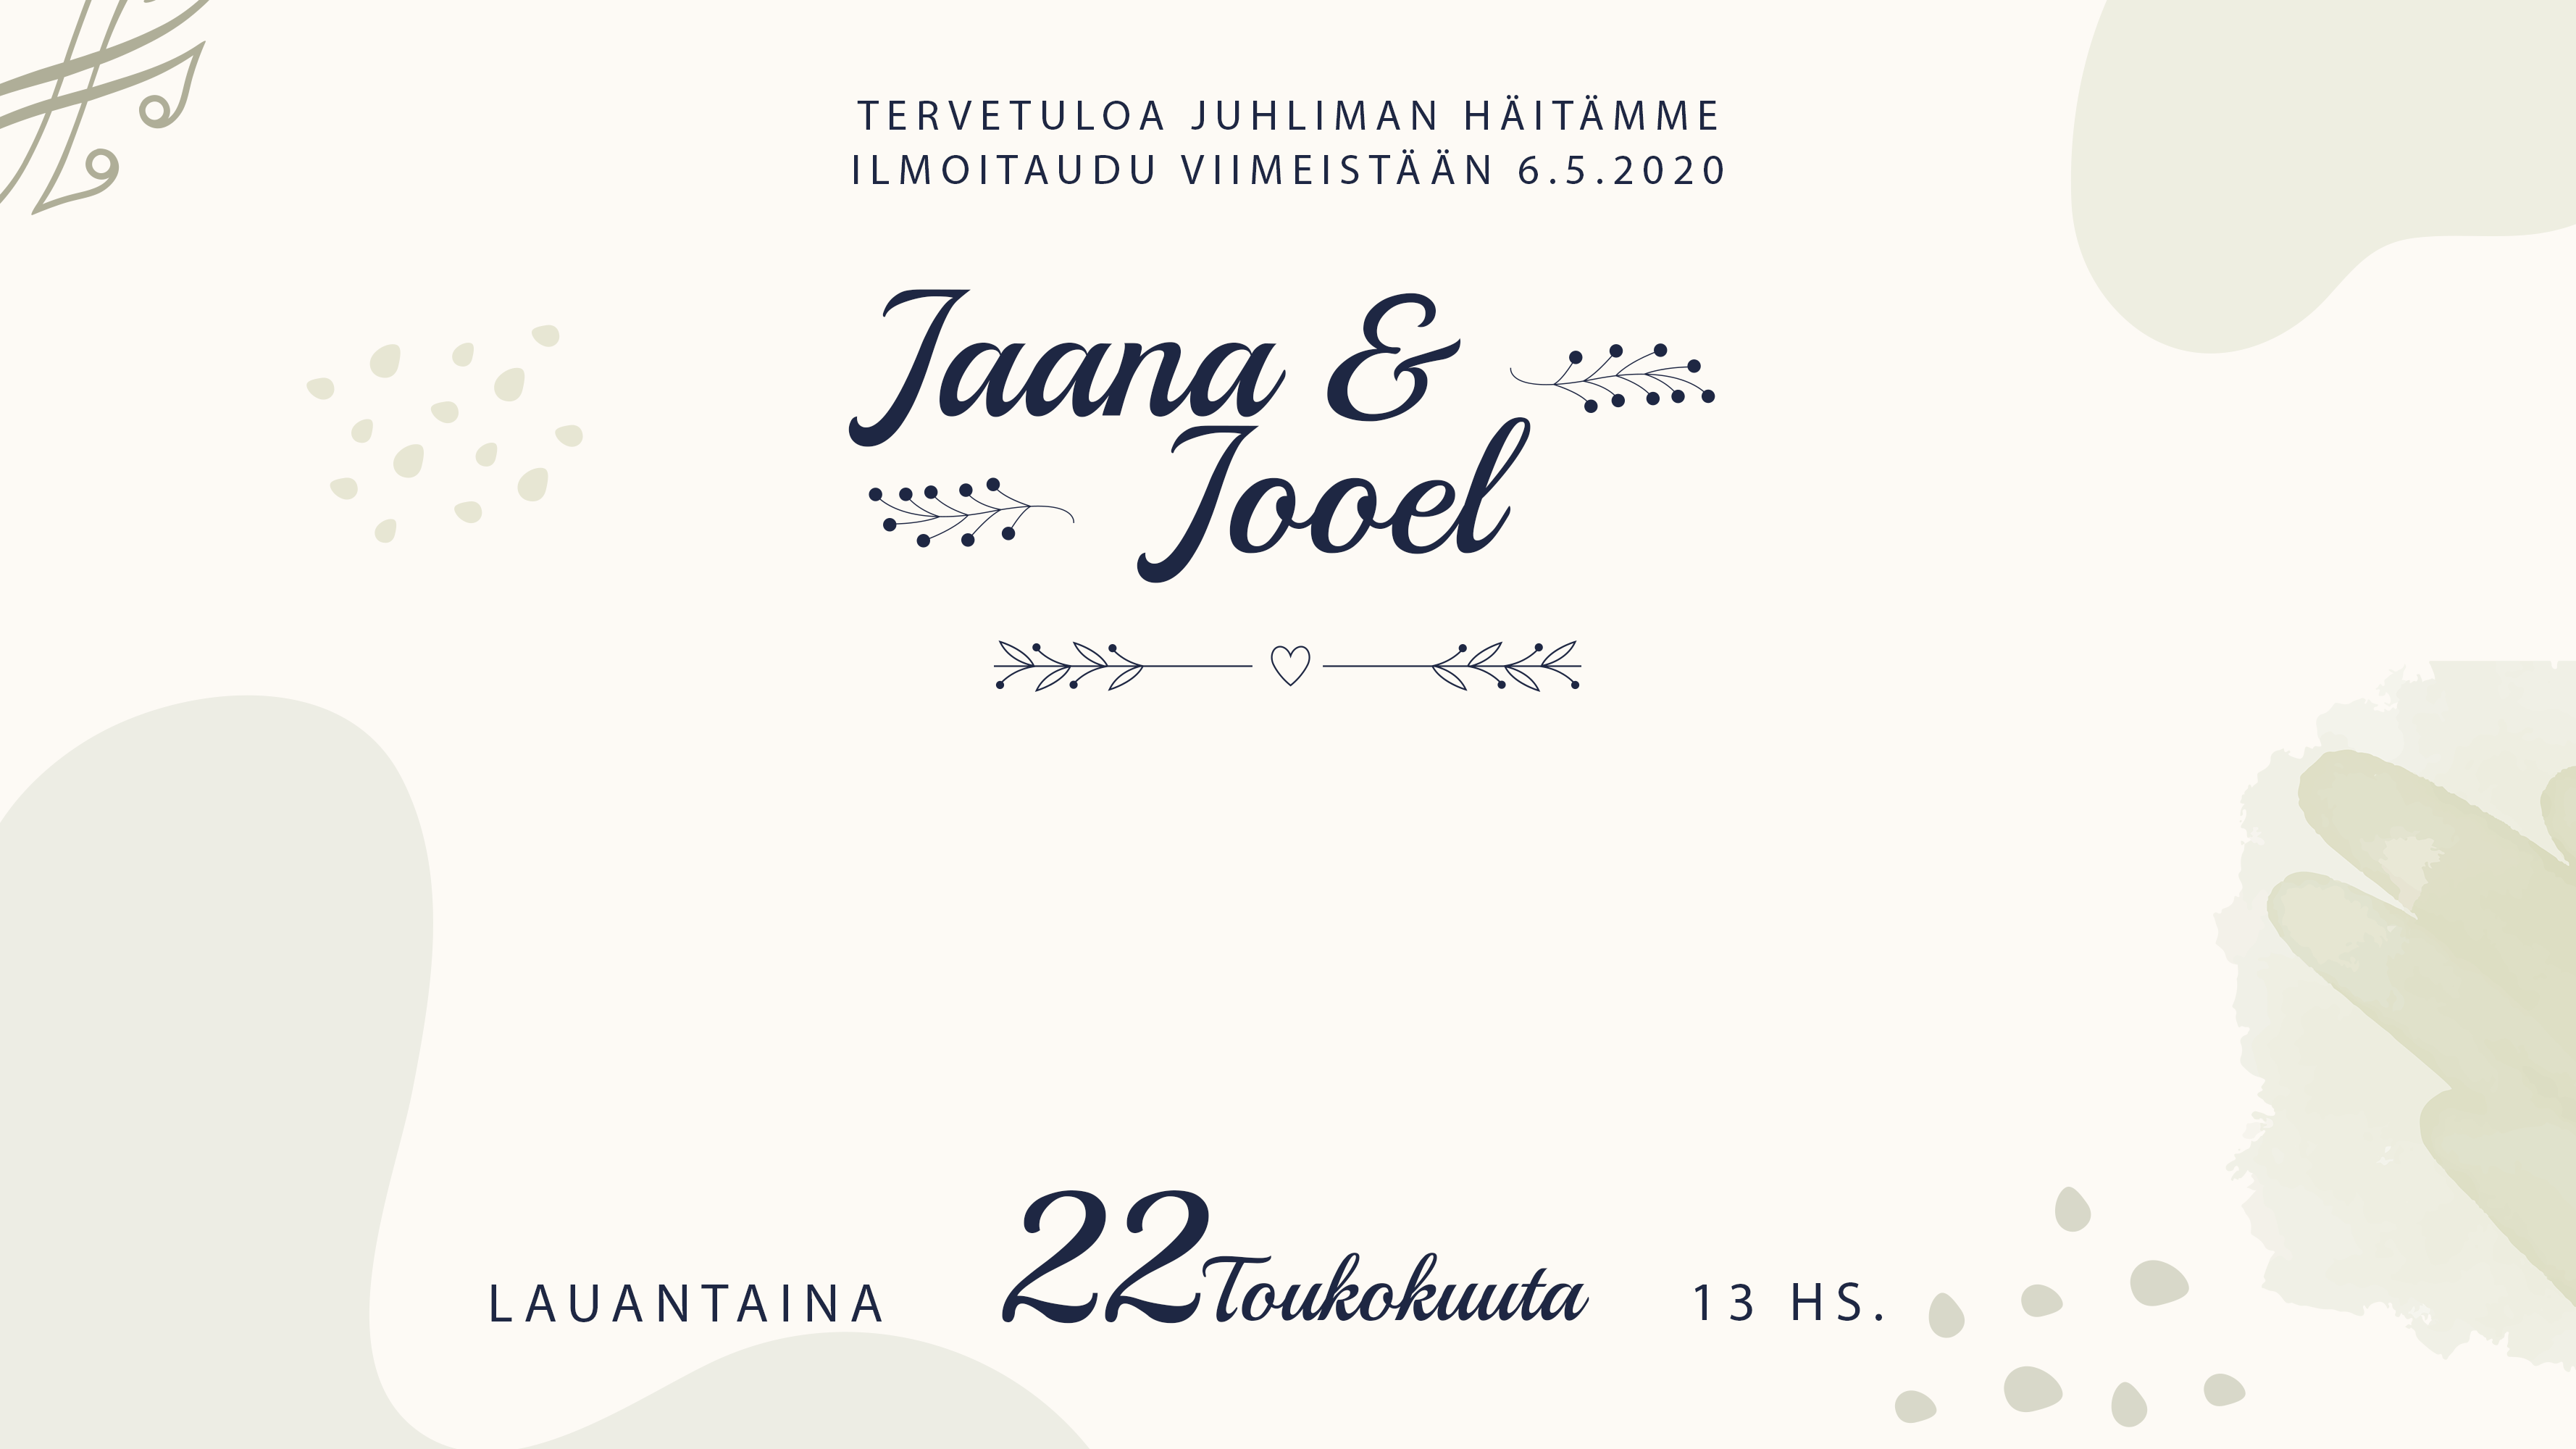 TERVETULOA JUHLIMAN HÄITÄMME
ILMOITAUDU VIIMEISTÄÄN 6.5.2020
Jaana &
Jooel
LAUANTAINA 22 Toukokuuta 13 HS.